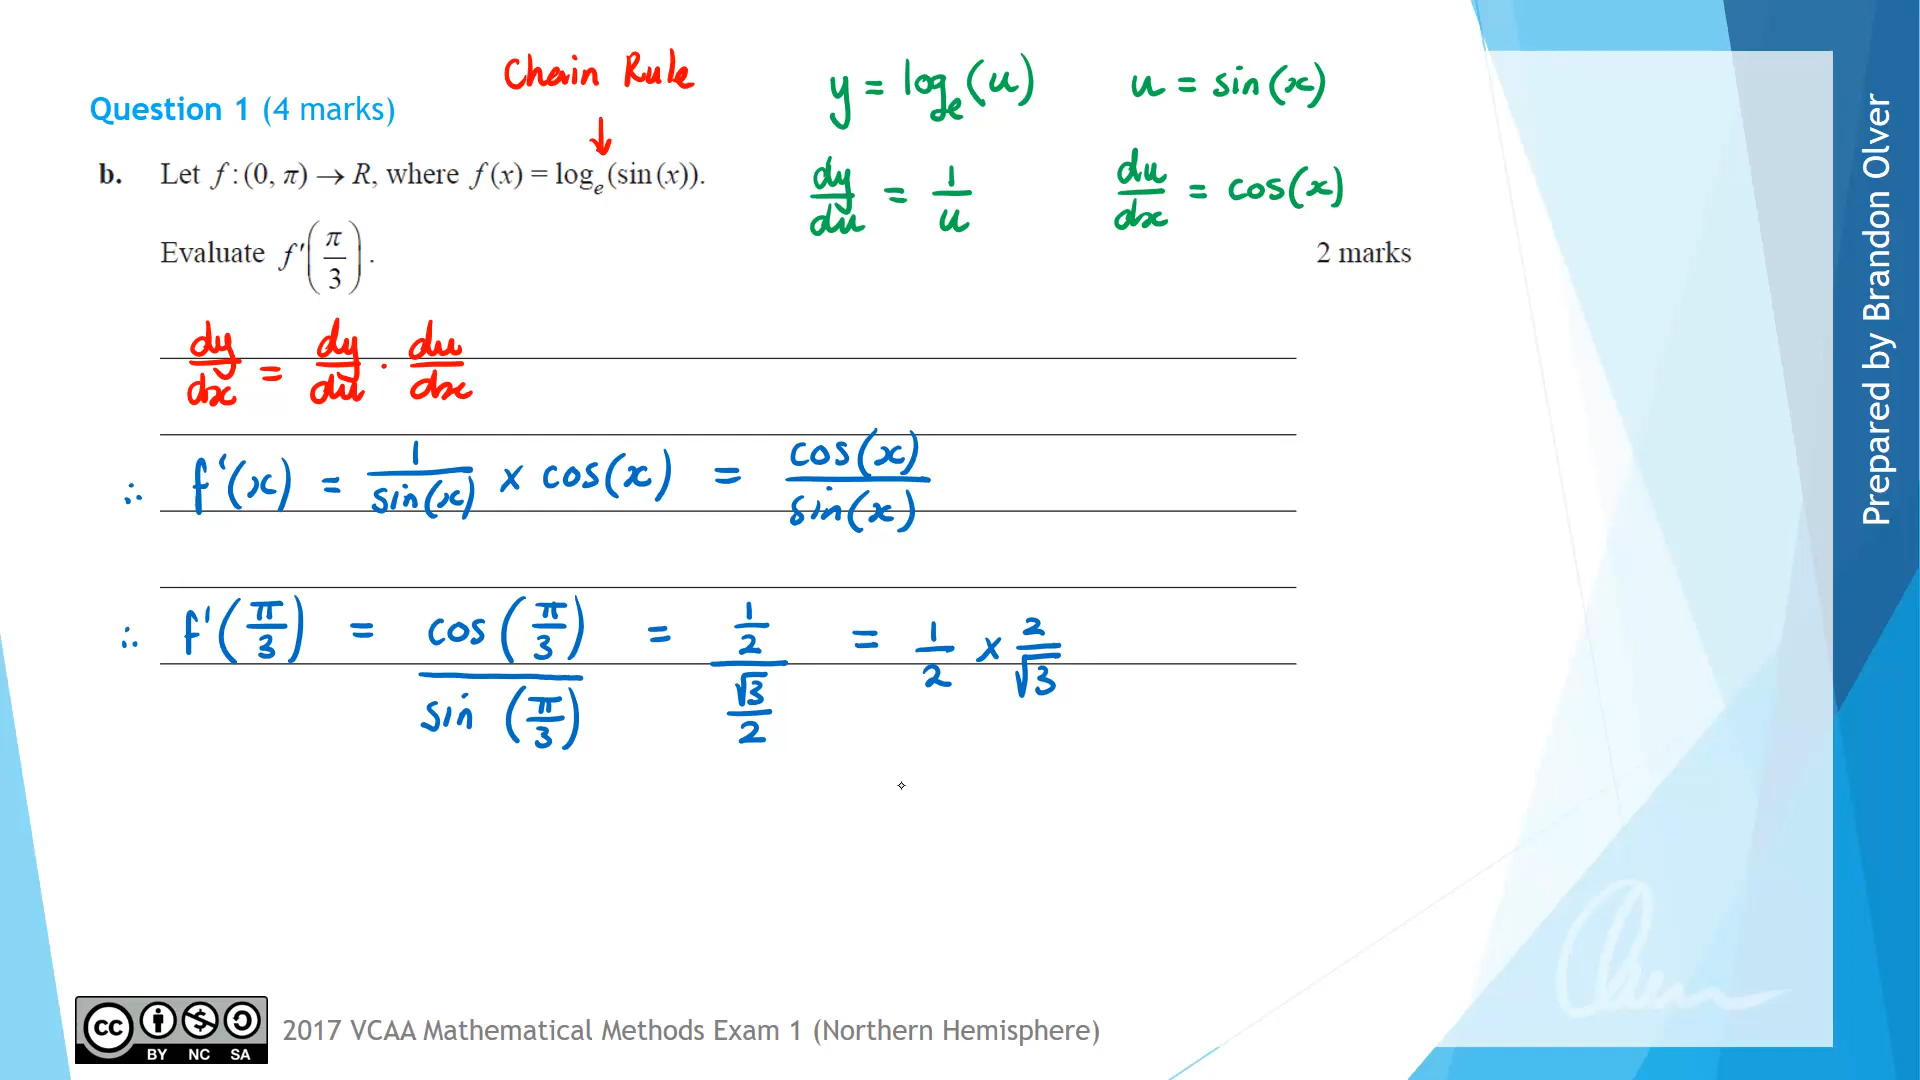 Chain Rule
↓
y = logₑ(u)   u = sin(x)
dy/du = 1/u   du/dx = cos(x)
Question 1 (4 marks)
b. Let f : (0, π) → R, where f(x) = logₑ(sin(x)).
Evaluate f′(π/3).
2 marks
dy/dx = dy/du · du/dx
∴ f'(x) = 1/sin(x) × cos(x) = cos(x)/sin(x)
∴ f'(π/3) = cos(π/3)/sin(π/3) = (1/2)/(√3/2) = 1/2 × 2/√3
Prepared by Brandon Olver
cc BY NC SA
2017 VCAA Mathematical Methods Exam 1 (Northern Hemisphere)